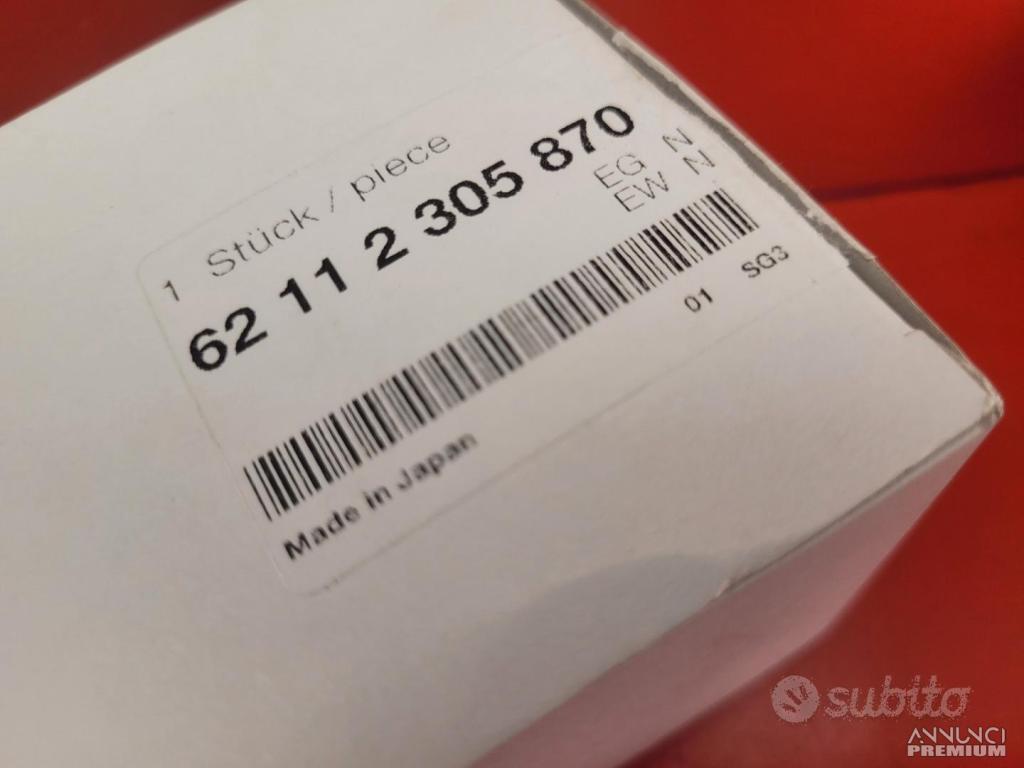 1 Stück / piece
62 11 2 305 870
EG N
EW N
01 SG3
Made in Japan
subito
ANNUNCI
PREMIUM